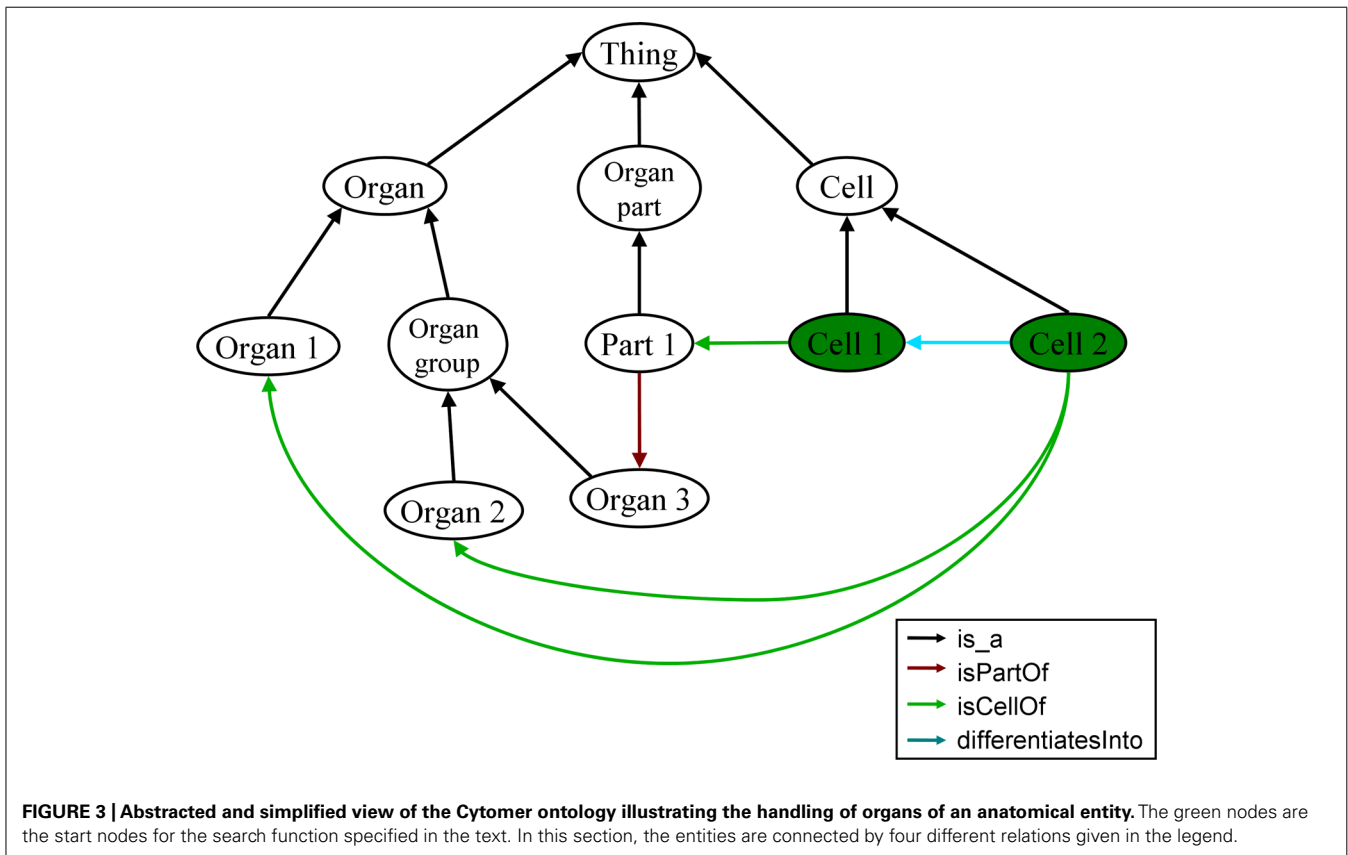 Thing
Organ
Organ
part
Cell
Organ 1
Organ
group
Part 1
Cell 1
Cell 2
Organ 2
Organ 3
is_a
isPartOf
isCellOf
differentiatesInto
FIGURE 3 | Abstracted and simplified view of the Cytomer ontology illustrating the handling of organs of an anatomical entity. The green nodes are
the start nodes for the search function specified in the text. In this section, the entities are connected by four different relations given in the legend.